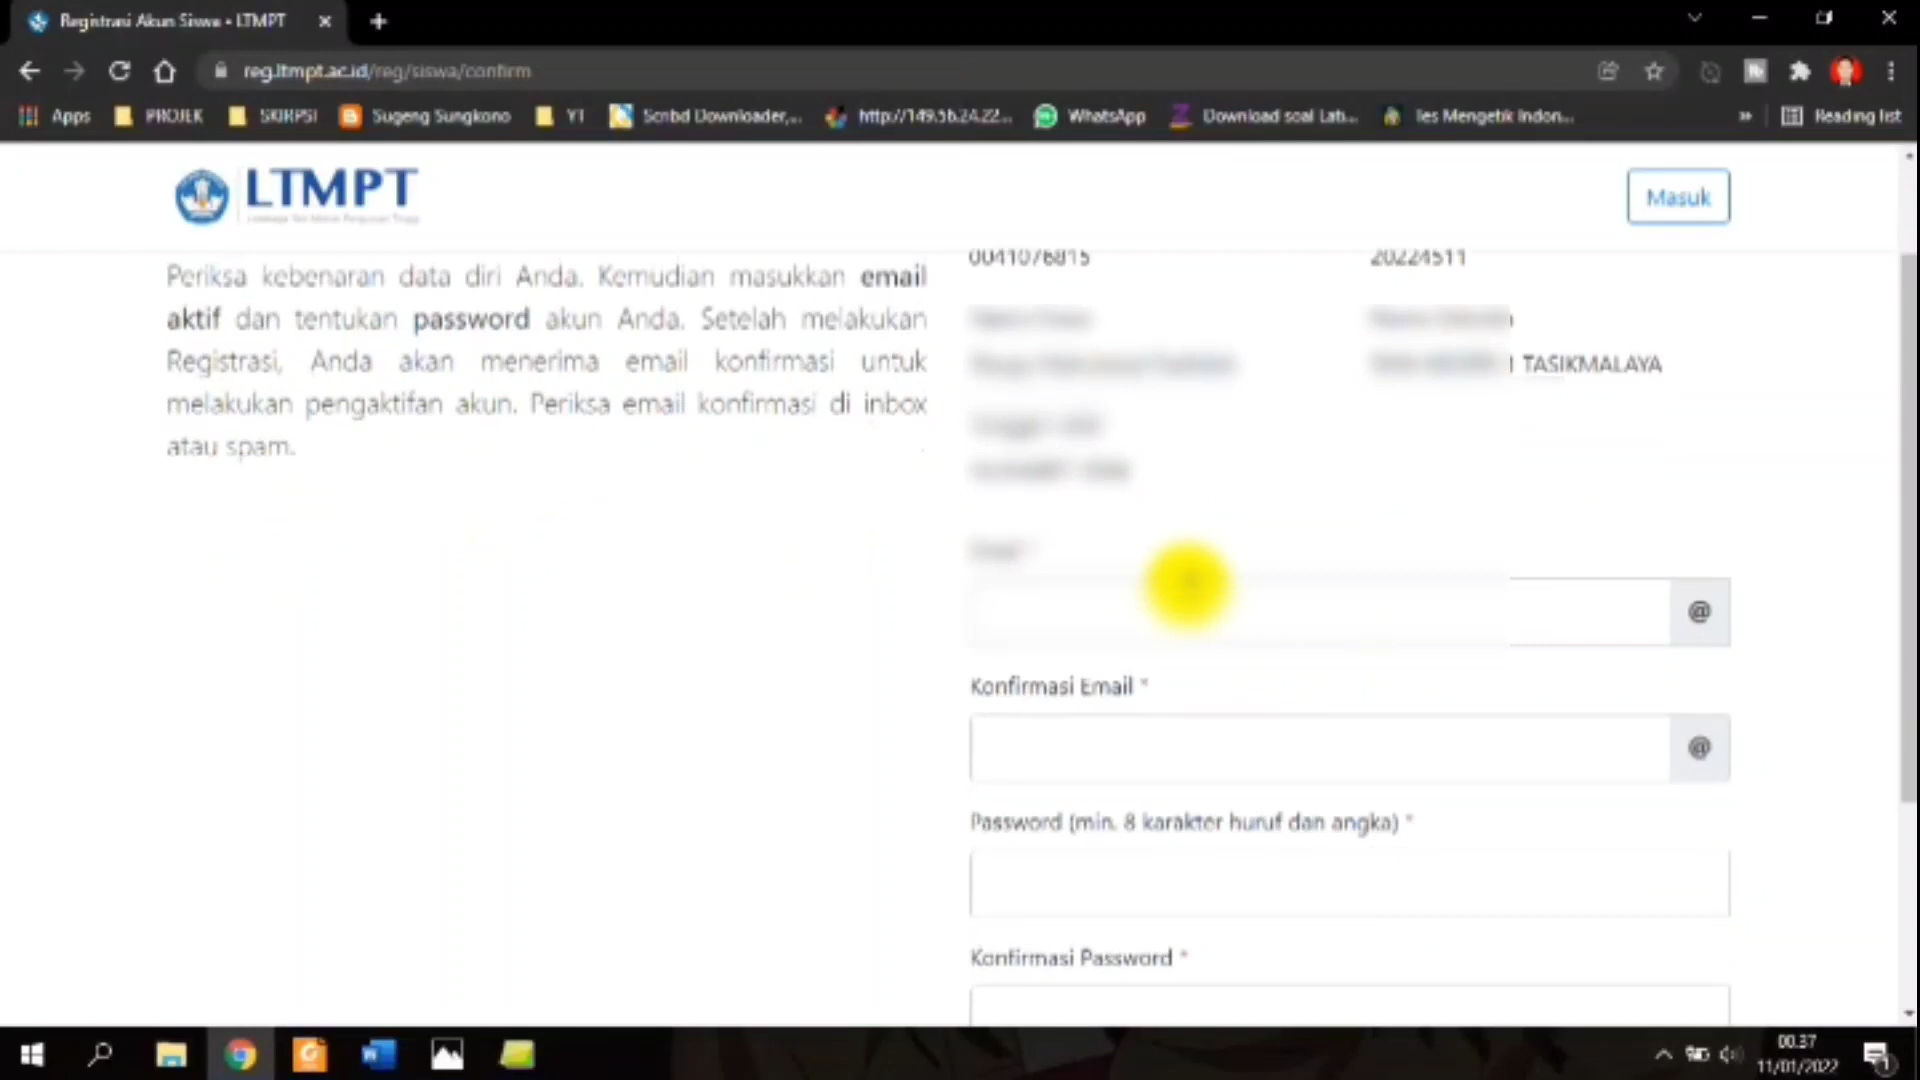 Registrasi Akun Siswa - LTMPT
reg.ltmpt.ac.id/reg/siswa/confirm
Apps PROJEK SKRIPSI Sugeng Sungkono YT Scribd Downloader,... http://149.56.24.22... WhatsApp Download soal Lati... Tes Mengetik Indon... » Reading list
LTMPT
Masuk
Periksa kebenaran data diri Anda. Kemudian masukkan email
aktif dan tentukan password akun Anda. Setelah melakukan
Registrasi, Anda akan menerima email konfirmasi untuk
melakukan pengaktifan akun. Periksa email konfirmasi di inbox
atau spam.
0041076815 20224511
TASIKMALAYA
@
Konfirmasi Email *
@
Password (min. 8 karakter huruf dan angka) *
Konfirmasi Password *
00.37
11/01/2022